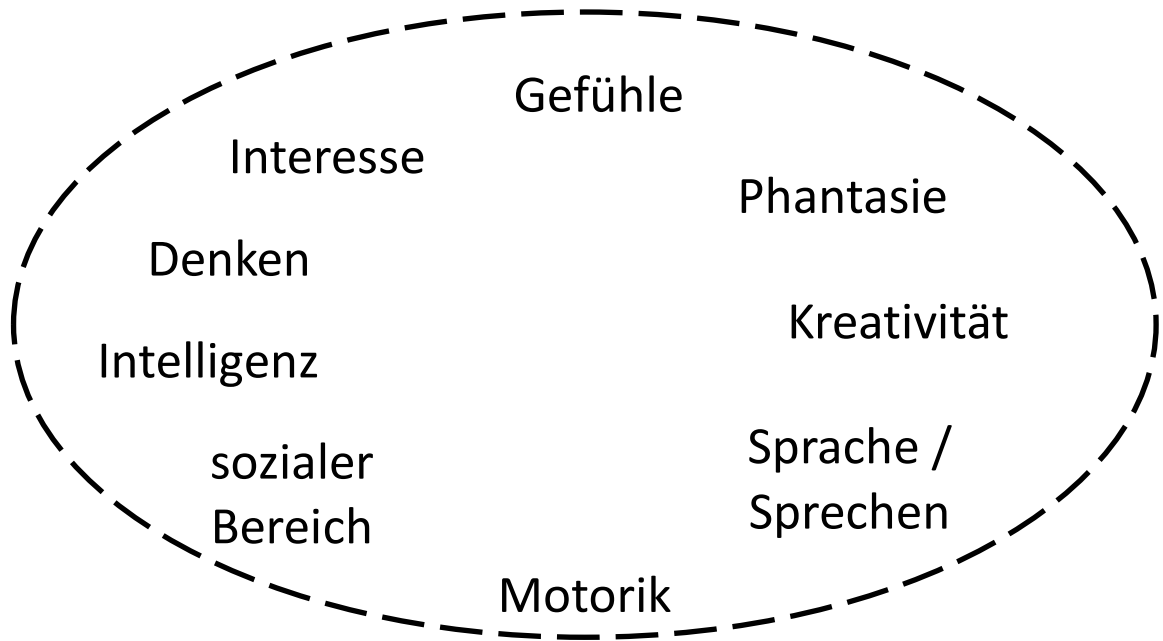 Gefühle
Interesse
Phantasie
Denken
Kreativität
Intelligenz
sozialer
Bereich
Sprache /
Sprechen
Motorik